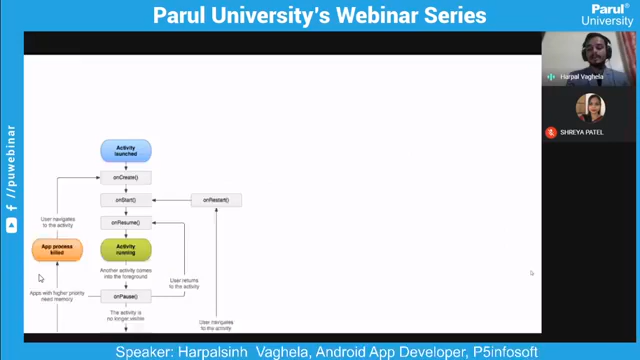 Parul University's Webinar Series
Parul®
University
//puwebinar
Harpal Vaghela
SHREYA PATEL
Activity
launched
onCreate()
onStart()
onRestart()
onResume()
User navigates
to the activity
App process
killed
Activity
running
Another activity comes
into the foreground
User returns
to the activity
Apps with higher priority
need memory
onPause()
The activity
is no longer visible
User navigates
to the activity
Speaker: Harpalsinh Vaghela, Android App Developer, P5infosoft